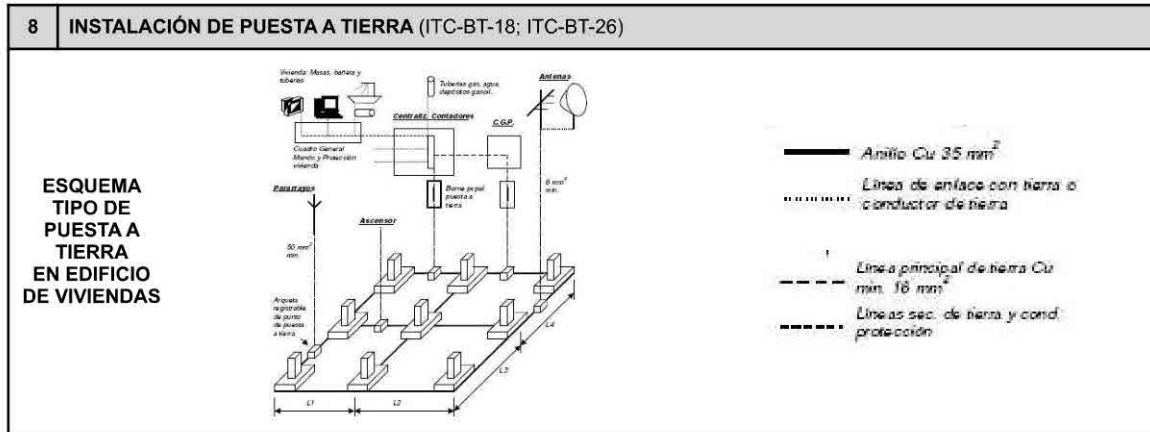 8 INSTALACIÓN DE PUESTA A TIERRA (ITC-BT-18; ITC-BT-26)
ESQUEMA
TIPO DE
PUESTA A
TIERRA
EN EDIFICIO
DE VIVIENDAS
Vivienda: Masas, bañera y
tuberías
Tuberías gas, agua,
depósitos gasoil.
Antenas
Centraliz. Contadores
C.G.P.
Cuadro General
Mando y Protección
vivienda
Pararrayos
Borne ppal
puesta a
tierra
6 mm2
min.
Ascensor
50 mm2
min.
Arqueta
registrable
de punto
de puesta
a tierra
L1
L2
L3
L4
Anillo Cu 35 mm2
Línea de enlace con tierra o
conductor de tierra
Línea principal de tierra Cu
min. 16 mm2
Líneas sec. de tierra y cond.
protección